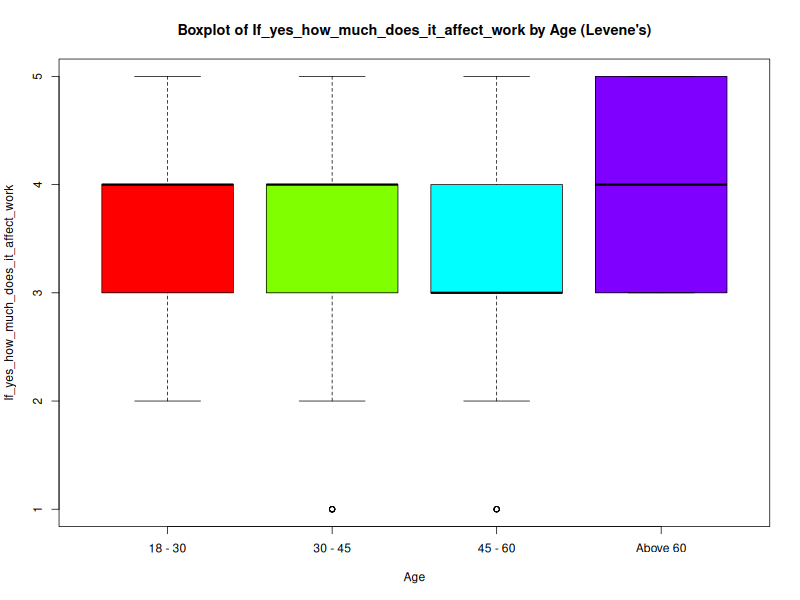 Boxplot of If_yes_how_much_does_it_affect_work by Age (Levene's)
If_yes_how_much_does_it_affect_work
5
4
3
2
1
18 - 30
30 - 45
45 - 60
Above 60
Age